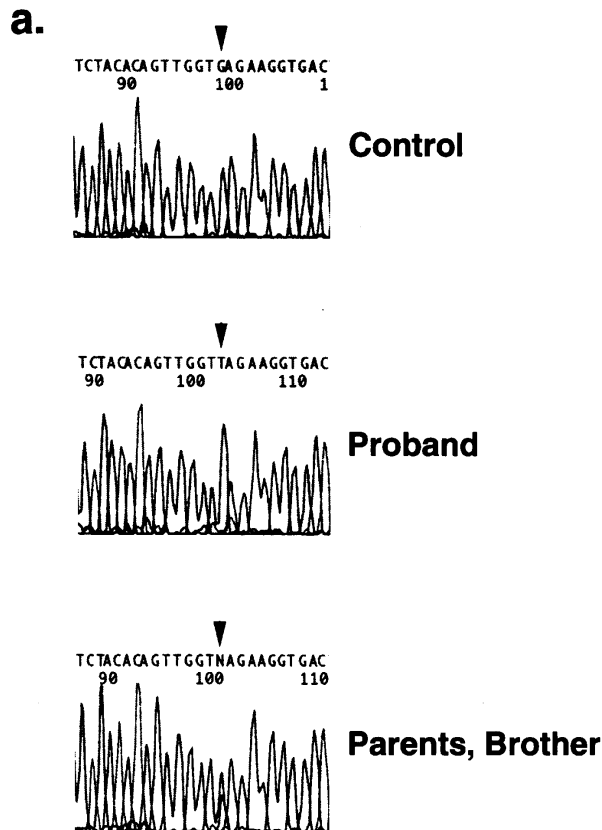 a.
TCTACACAGTTGGTGAGAAGGTGAC
90 100 1
Control
TCTACACAGTTGGTTAGAAGGTGAC
90 100 110
Proband
TCTACACAGTTGGTNAGAAGGTGAC
90 100 110
Parents, Brother